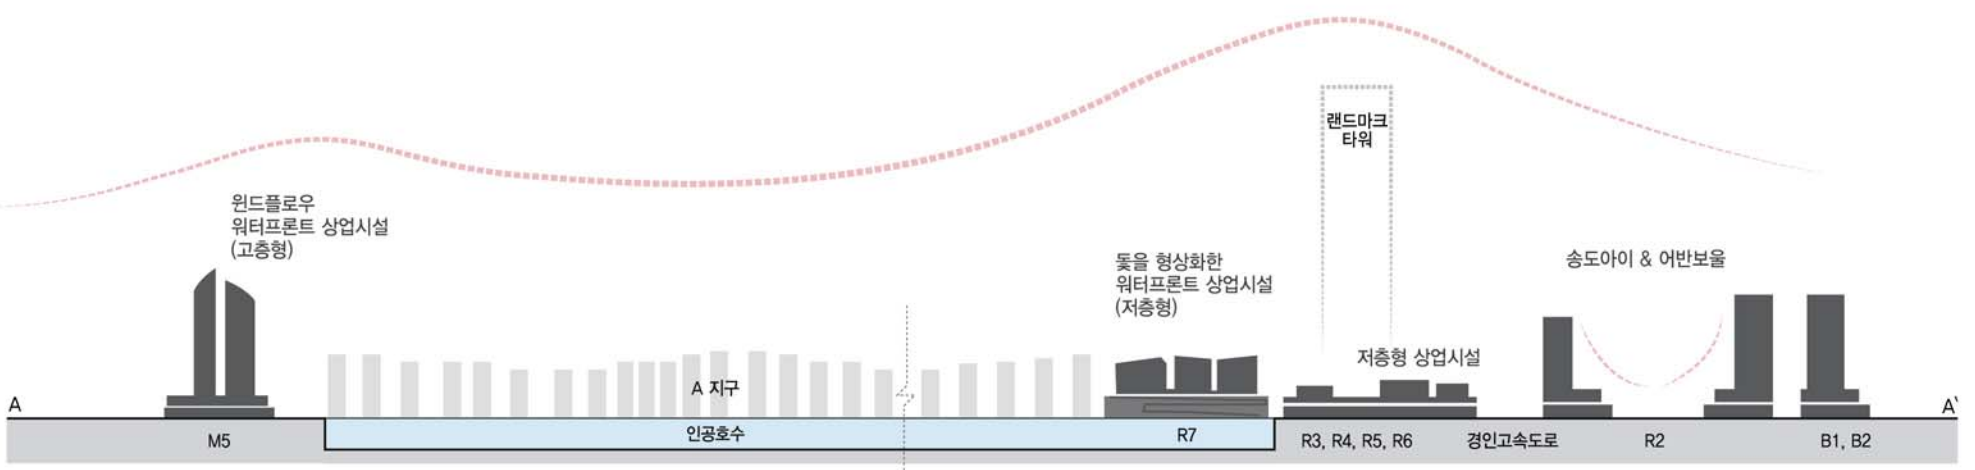 랜드마크
타워
윈드플로우
워터프론트 상업시설
(고층형)
돛을 형상화한
워터프론트 상업시설
(저층형)
송도아이 & 어반보울
저층형 상업시설
A 지구
A
A'
M5
인공호수
R7
R3, R4, R5, R6
경인고속도로
R2
B1, B2